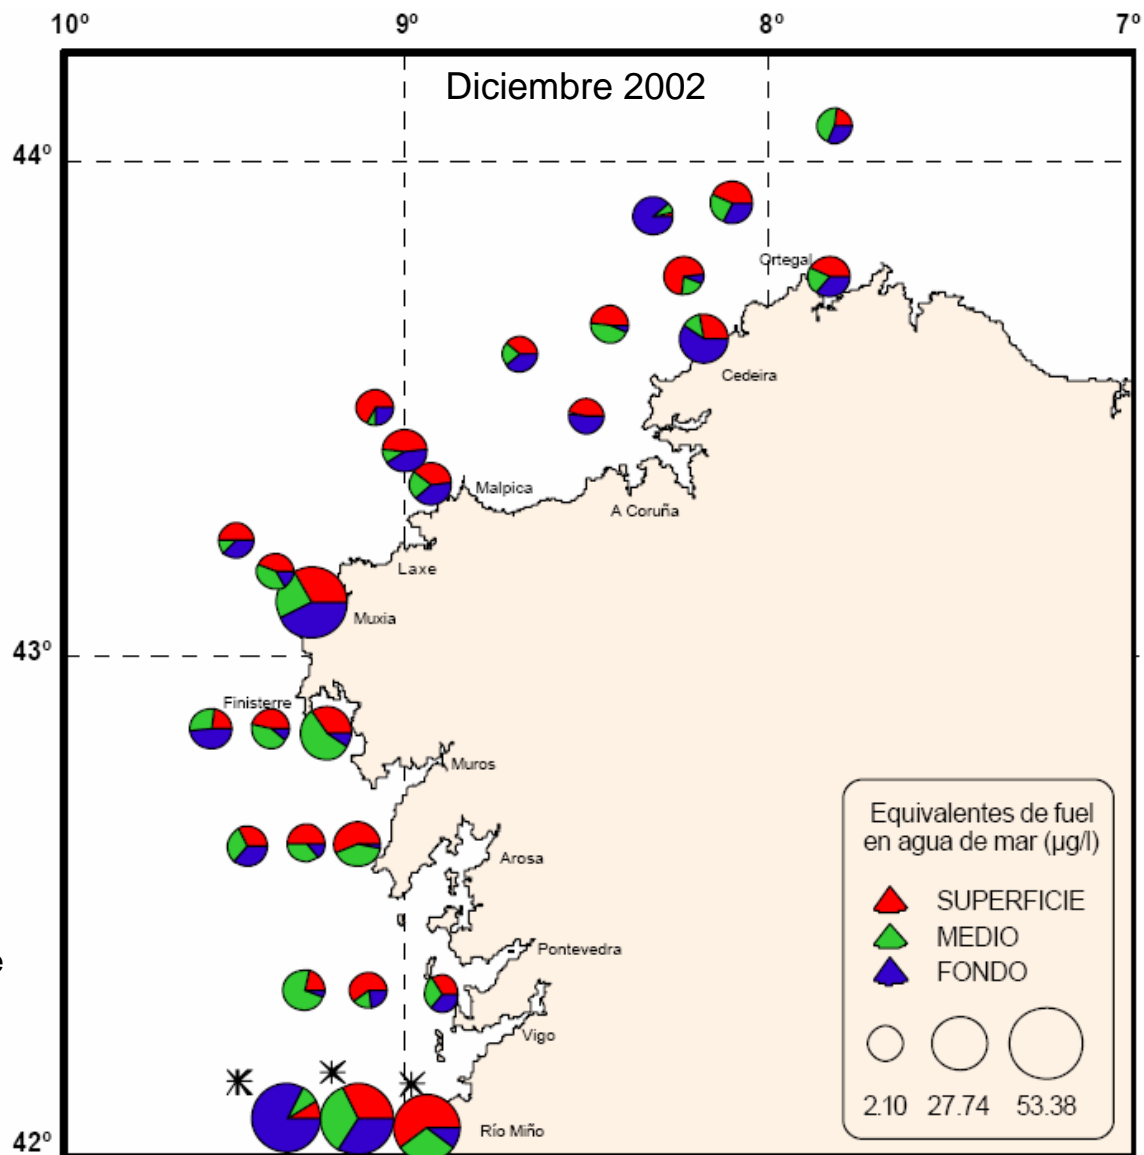 10º 9º 8º 7º
Diciembre 2002
44º
Ortegal
Cedeira
Malpica
A Coruña
Laxe
Muxia
43º
Finisterre
Muros
Arosa
Pontevedra
Vigo
Río Miño
42º
Equivalentes de fuel
en agua de mar (µg/l)
SUPERFICIE
MEDIO
FONDO
2.10 27.74 53.38
e